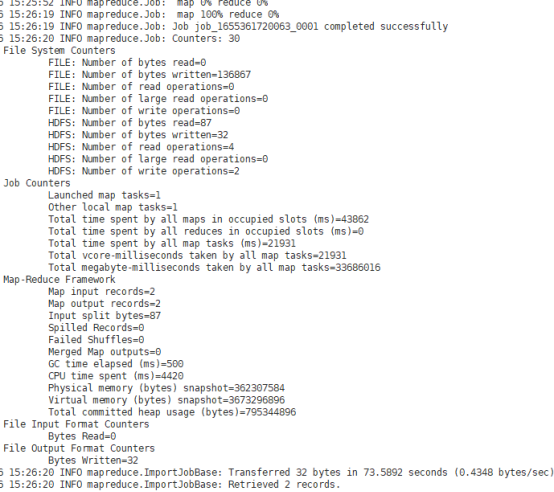 6 15:25:52 INFO mapreduce.Job:  map 0% reduce 0%
6 15:26:19 INFO mapreduce.Job:  map 100% reduce 0%
6 15:26:19 INFO mapreduce.Job: Job job_1655361720063_0001 completed successfully
6 15:26:20 INFO mapreduce.Job: Counters: 30
File System Counters
FILE: Number of bytes read=0
FILE: Number of bytes written=136867
FILE: Number of read operations=0
FILE: Number of large read operations=0
FILE: Number of write operations=0
HDFS: Number of bytes read=87
HDFS: Number of bytes written=32
HDFS: Number of read operations=4
HDFS: Number of large read operations=0
HDFS: Number of write operations=2
Job Counters
Launched map tasks=1
Other local map tasks=1
Total time spent by all maps in occupied slots (ms)=43862
Total time spent by all reduces in occupied slots (ms)=0
Total time spent by all map tasks (ms)=21931
Total vcore-milliseconds taken by all map tasks=21931
Total megabyte-milliseconds taken by all map tasks=33686016
Map-Reduce Framework
Map input records=2
Map output records=2
Input split bytes=87
Spilled Records=0
Failed Shuffles=0
Merged Map outputs=0
GC time elapsed (ms)=500
CPU time spent (ms)=4420
Physical memory (bytes) snapshot=362307584
Virtual memory (bytes) snapshot=3673296896
Total committed heap usage (bytes)=795344896
File Input Format Counters
Bytes Read=0
File Output Format Counters
Bytes Written=32
6 15:26:20 INFO mapreduce.ImportJobBase: Transferred 32 bytes in 73.5892 seconds (0.4348 bytes/sec)
6 15:26:20 INFO mapreduce.ImportJobBase: Retrieved 2 records.